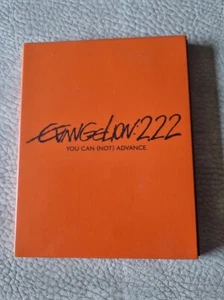 EVANGELION:2.22
YOU CAN (NOT) ADVANCE.